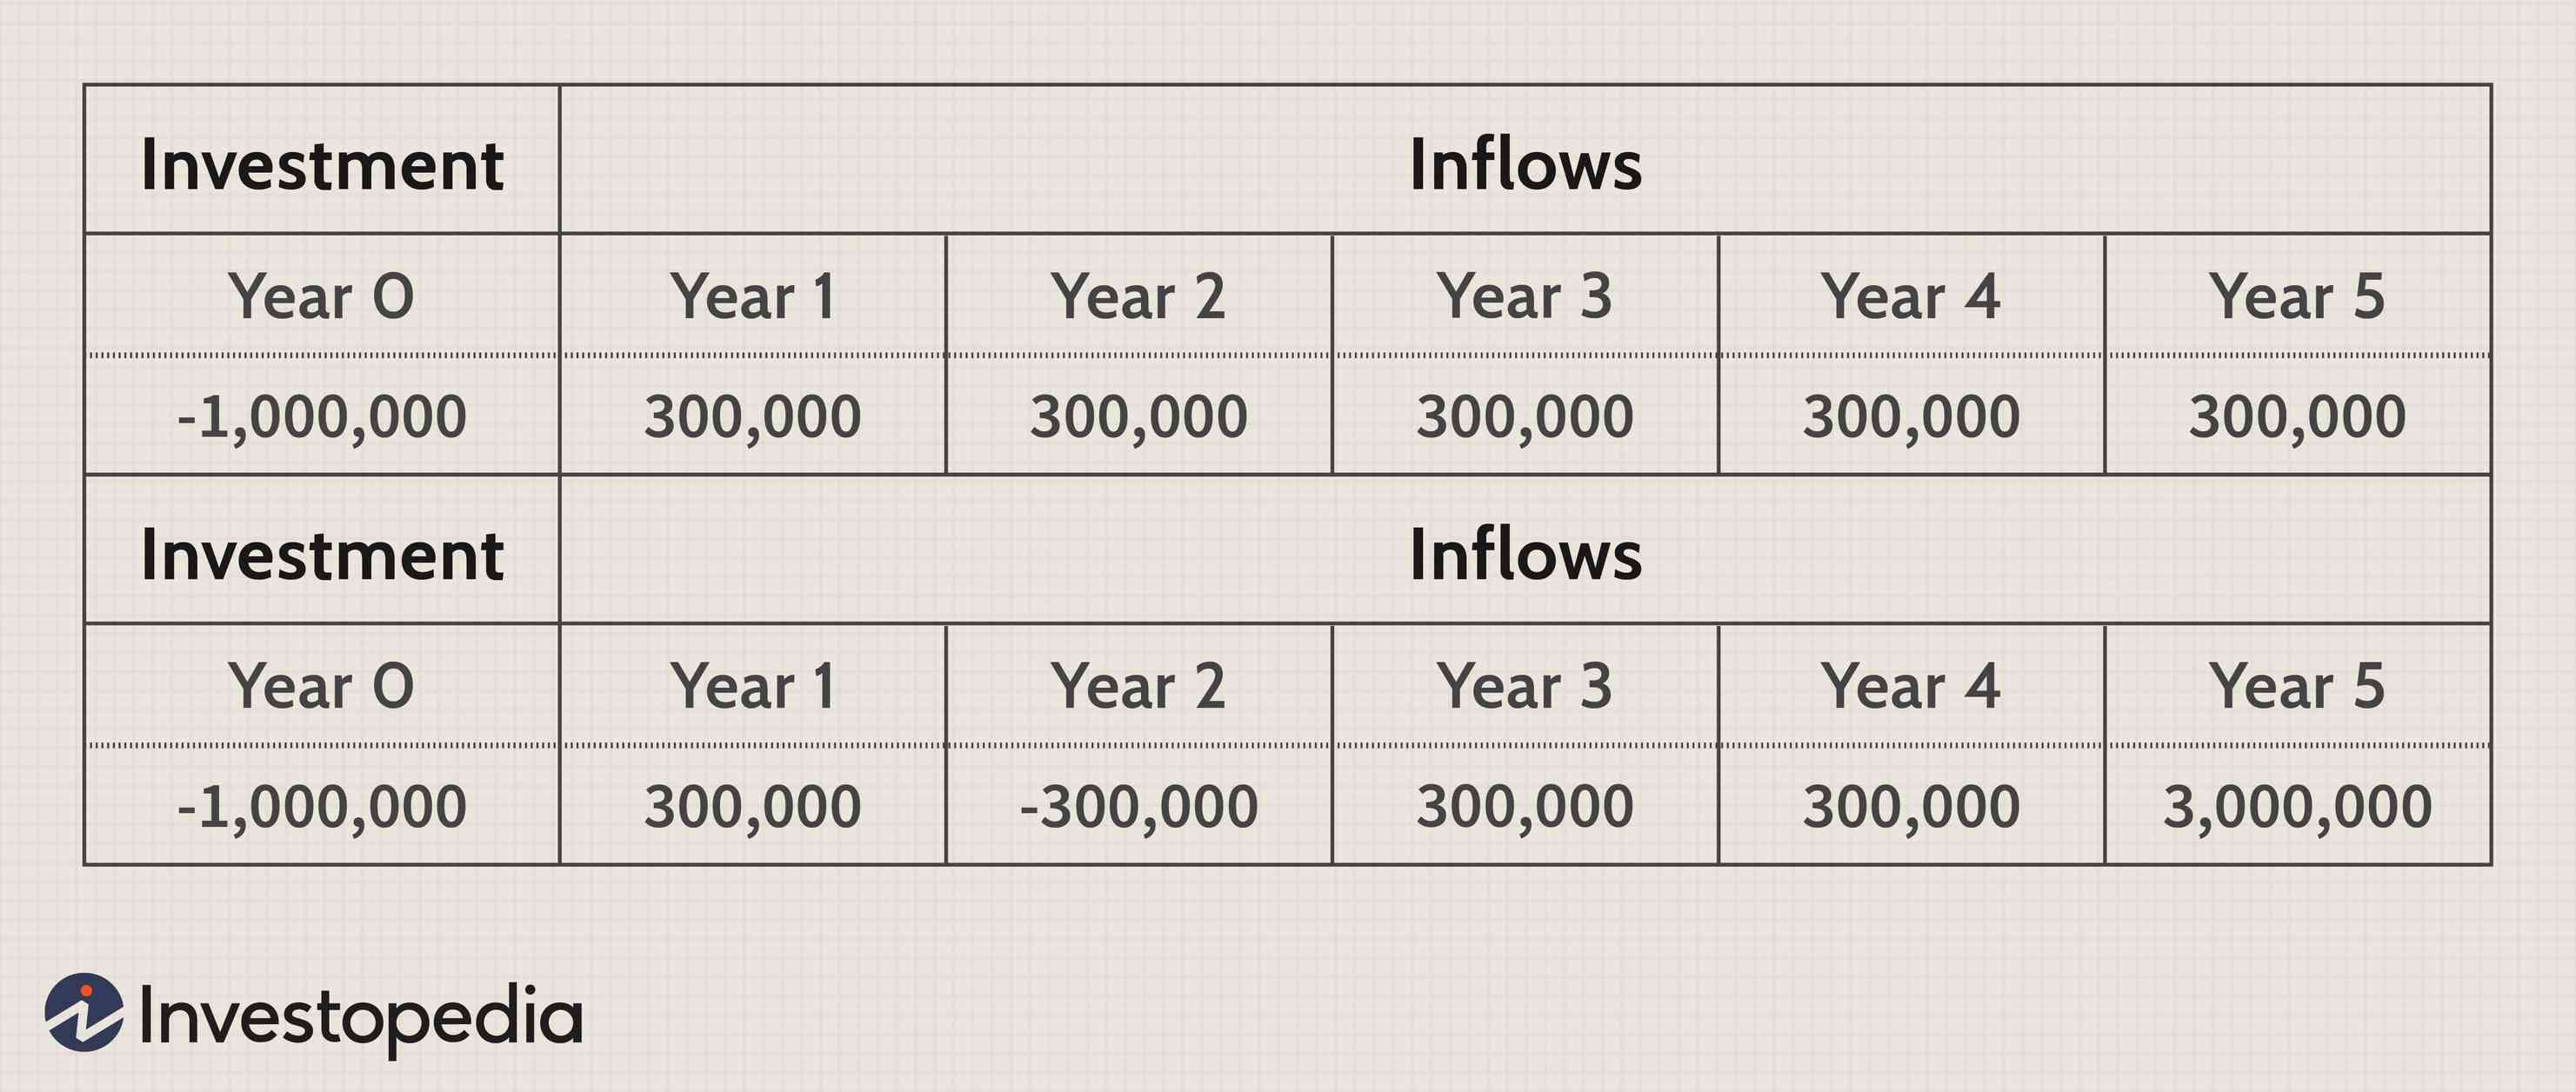 Investment Inflows
Year 0 Year 1 Year 2 Year 3 Year 4 Year 5
-1,000,000 300,000 300,000 300,000 300,000 300,000
Investment Inflows
Year 0 Year 1 Year 2 Year 3 Year 4 Year 5
-1,000,000 300,000 -300,000 300,000 300,000 3,000,000
Investopedia